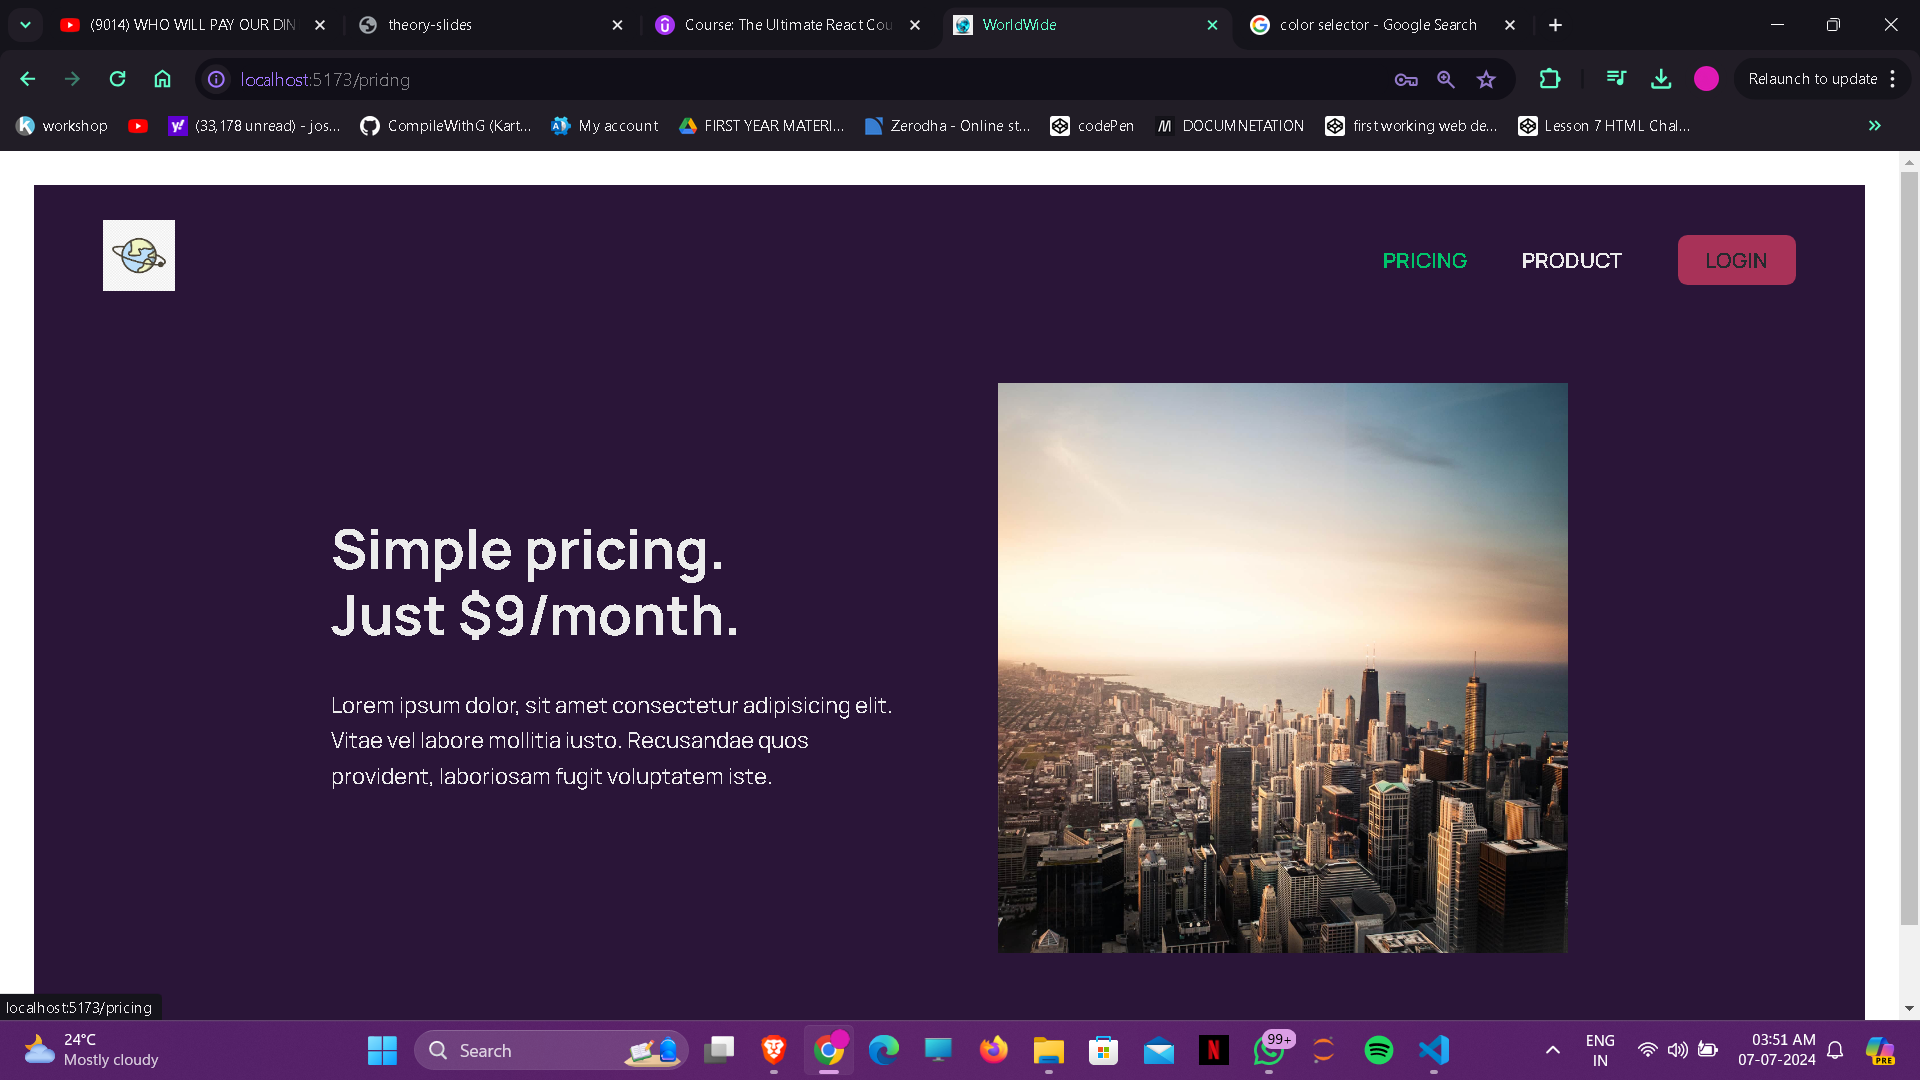 (9014) WHO WILL PAY OUR DIN
theory-slides
Course: The Ultimate React Cou
WorldWide
color selector - Google Search
localhost:5173/pricing
Relaunch to update
workshop
(33,178 unread) - jos...
CompileWithG (Kart...
My account
FIRST YEAR MATERI...
Zerodha - Online st...
codePen
DOCUMNETATION
first working web de...
Lesson 7 HTML Chal...
PRICING
PRODUCT
LOGIN
Simple pricing.
Just $9/month.
Lorem ipsum dolor, sit amet consectetur adipisicing elit.
Vitae vel labore mollitia iusto. Recusandae quos
provident, laboriosam fugit voluptatem iste.
localhost:5173/pricing
24°C
Mostly cloudy
Search
99+
ENG
IN
03:51 AM
07-07-2024
PRE